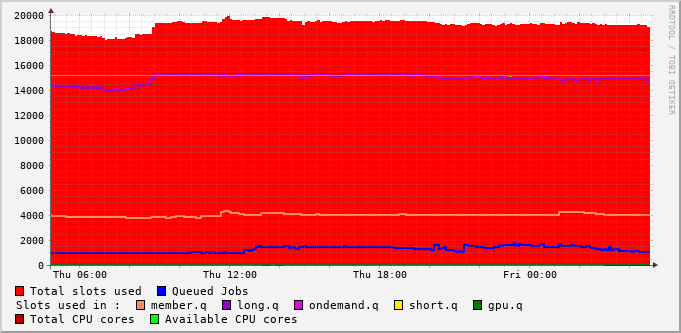 20000
18000
16000
14000
12000
10000
8000
6000
4000
2000
0
Thu 06:00 Thu 12:00 Thu 18:00 Fri 00:00
Total slots used Queued Jobs
Slots used in : member.q long.q ondemand.q short.q gpu.q
Total CPU cores Available CPU cores
RRDTOOL / TOBI OETIKER